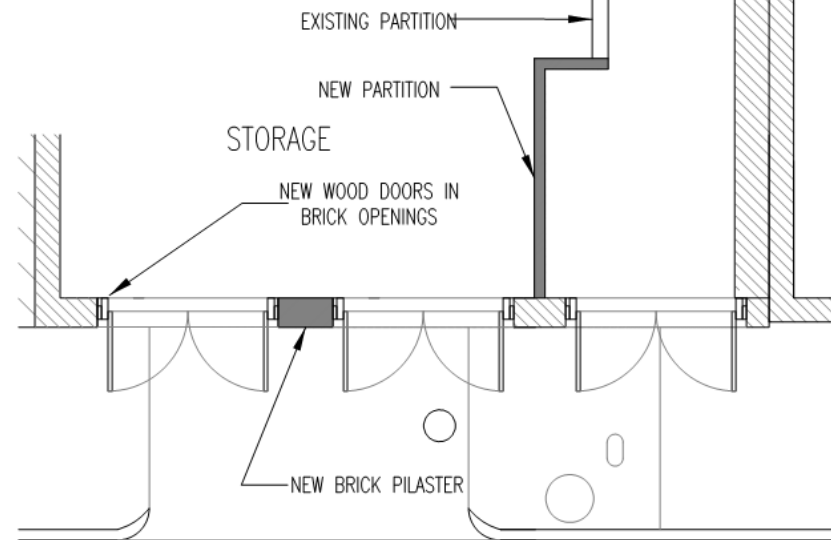 EXISTING PARTITION
NEW PARTITION
STORAGE
NEW WOOD DOORS IN
BRICK OPENINGS
NEW BRICK PILASTER